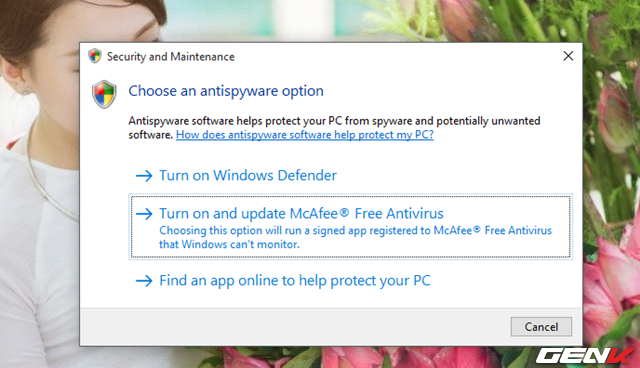 Security and Maintenance
Choose an antispyware option
Antispyware software helps protect your PC from spyware and potentially unwanted
software. How does antispyware software help protect my PC?
Turn on Windows Defender
Turn on and update McAfee® Free Antivirus
Choosing this option will run a signed app registered to McAfee® Free Antivirus
that Windows can't monitor.
Find an app online to help protect your PC
Cancel
GENK